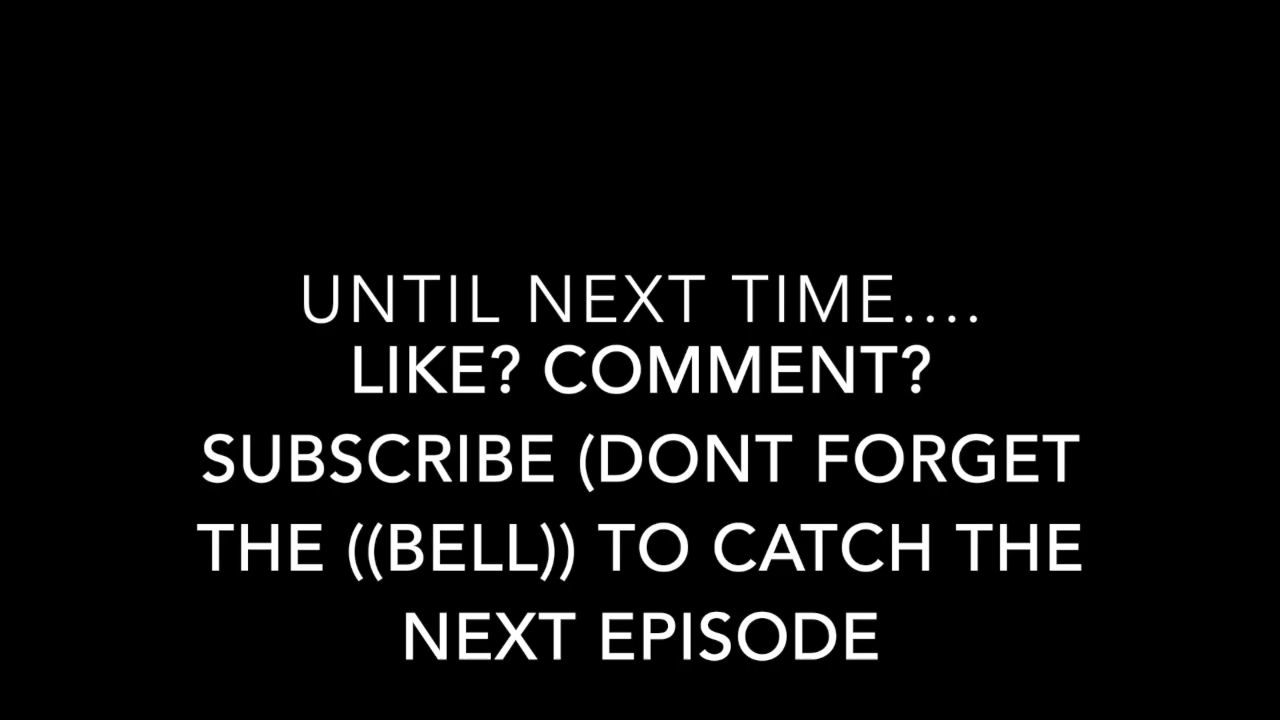 UNTIL NEXT TIME....
LIKE? COMMENT?
SUBSCRIBE (DONT FORGET
THE ((BELL)) TO CATCH THE
NEXT EPISODE